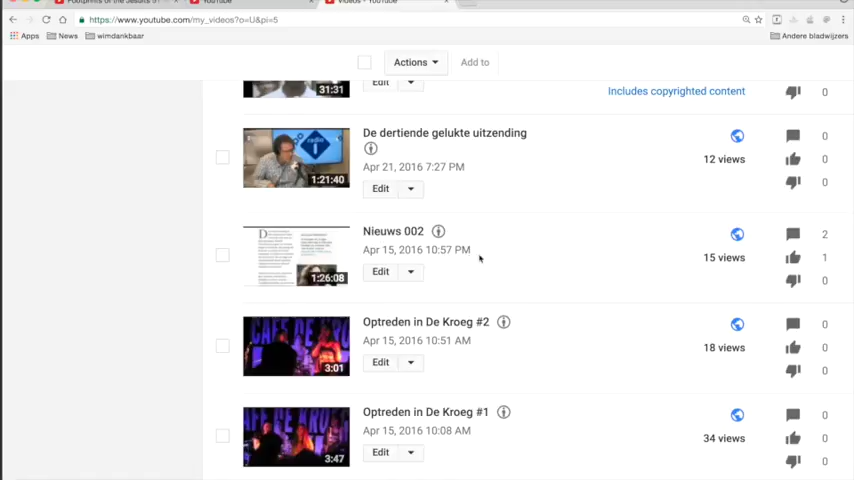 YouTube
Videos - YouTube
https://www.youtube.com/my_videos?o=U&pi=5
Apps
News
wimdankbaar
Andere bladwijzers
Actions
Add to
31:31
Edit
Includes copyrighted content
0
De dertiende gelukte uitzending
Apr 21, 2016 7:27 PM
Edit
radio 1
1:21:40
12 views
0
0
0
Nieuws 002
Apr 15, 2016 10:57 PM
Edit
1:26:08
15 views
2
1
0
Optreden in De Kroeg #2
Apr 15, 2016 10:51 AM
Edit
3:01
18 views
0
0
0
Optreden in De Kroeg #1
Apr 15, 2016 10:08 AM
Edit
3:47
34 views
0
0
0